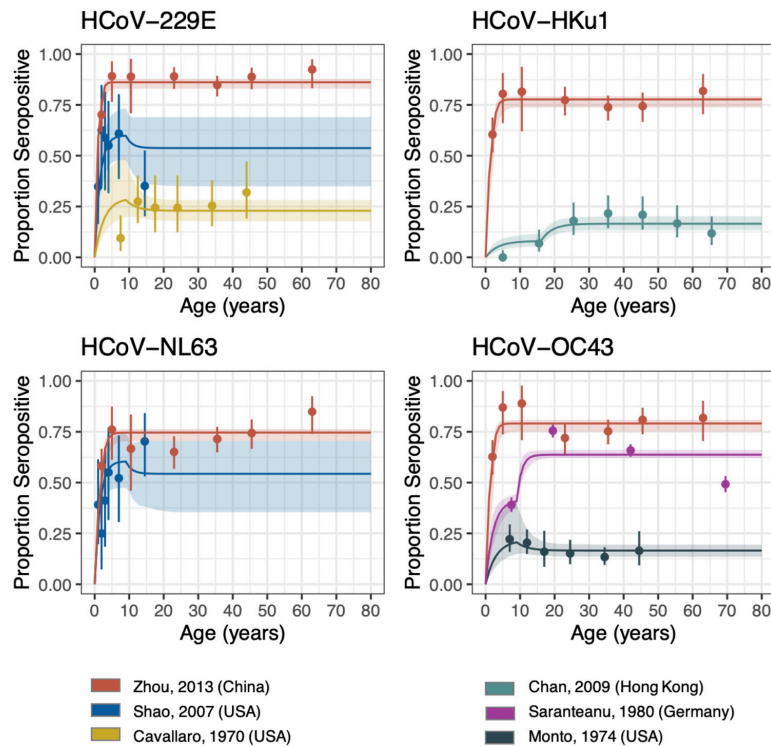 HCoV−229E
HCoV−HKu1
Proportion Seropositive
1.00
0.75
0.50
0.25
0.00
0 10 20 30 40 50 60 70 80
Age (years)
Proportion Seropositive
1.00
0.75
0.50
0.25
0.00
0 10 20 30 40 50 60 70 80
Age (years)
HCoV−NL63
HCoV−OC43
Proportion Seropositive
1.00
0.75
0.50
0.25
0.00
0 10 20 30 40 50 60 70 80
Age (years)
Proportion Seropositive
1.00
0.75
0.50
0.25
0.00
0 10 20 30 40 50 60 70 80
Age (years)
Zhou, 2013 (China)
Shao, 2007 (USA)
Cavallaro, 1970 (USA)
Chan, 2009 (Hong Kong)
Saranteanu, 1980 (Germany)
Monto, 1974 (USA)